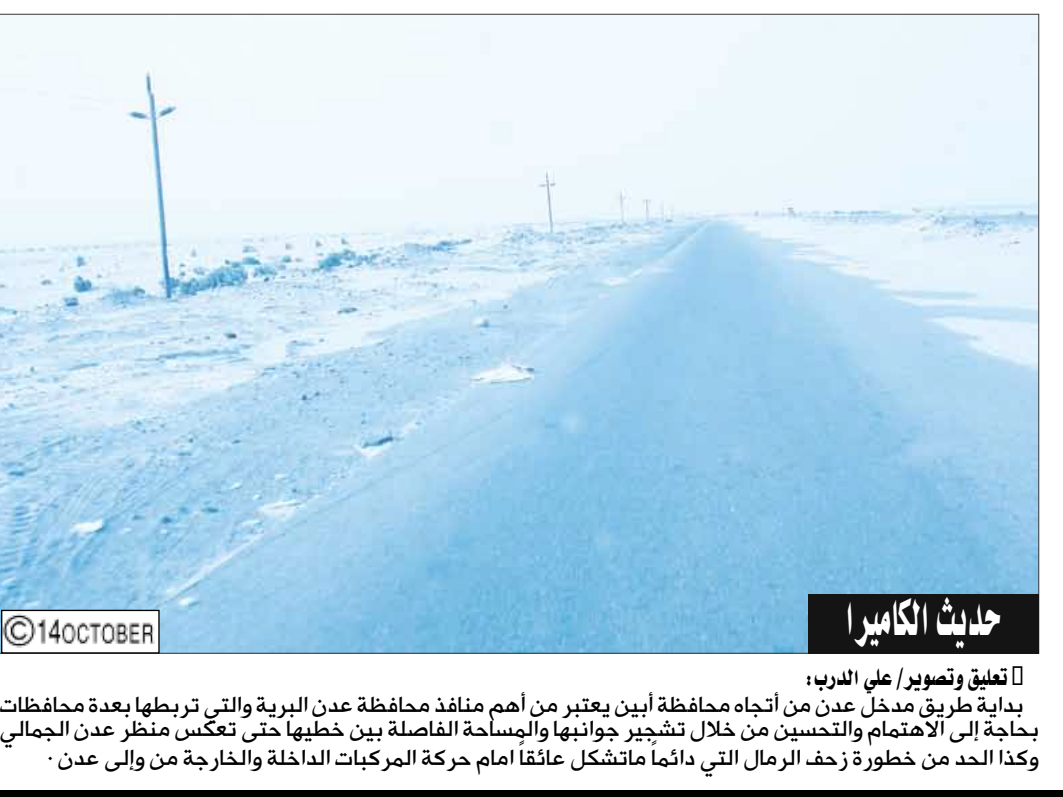 حديث الكاميرا
©14OCTOBER
تعليق وتصوير/ علي الدرب:
بداية طريق مدخل عدن من أتجاه محافظة أبين يعتبر من أهم منافذ محافظة عدن البرية والتي تربطها بعدة محافظات
بحاجة إلى الاهتمام والتحسين من خلال تشجير جوانبها والمساحة الفاصلة بين خطيها حتى تعكس منظر عدن الجمالي
وكذا الحد من خطورة زحف الرمال التي دائماً ماتشكل عائقاً امام حركة المركبات الداخلة والخارجة من وإلى عدن .